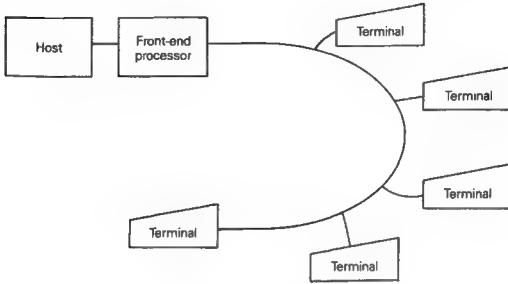 Host
Front-end
processor
Terminal
Terminal
Terminal
Terminal
Terminal